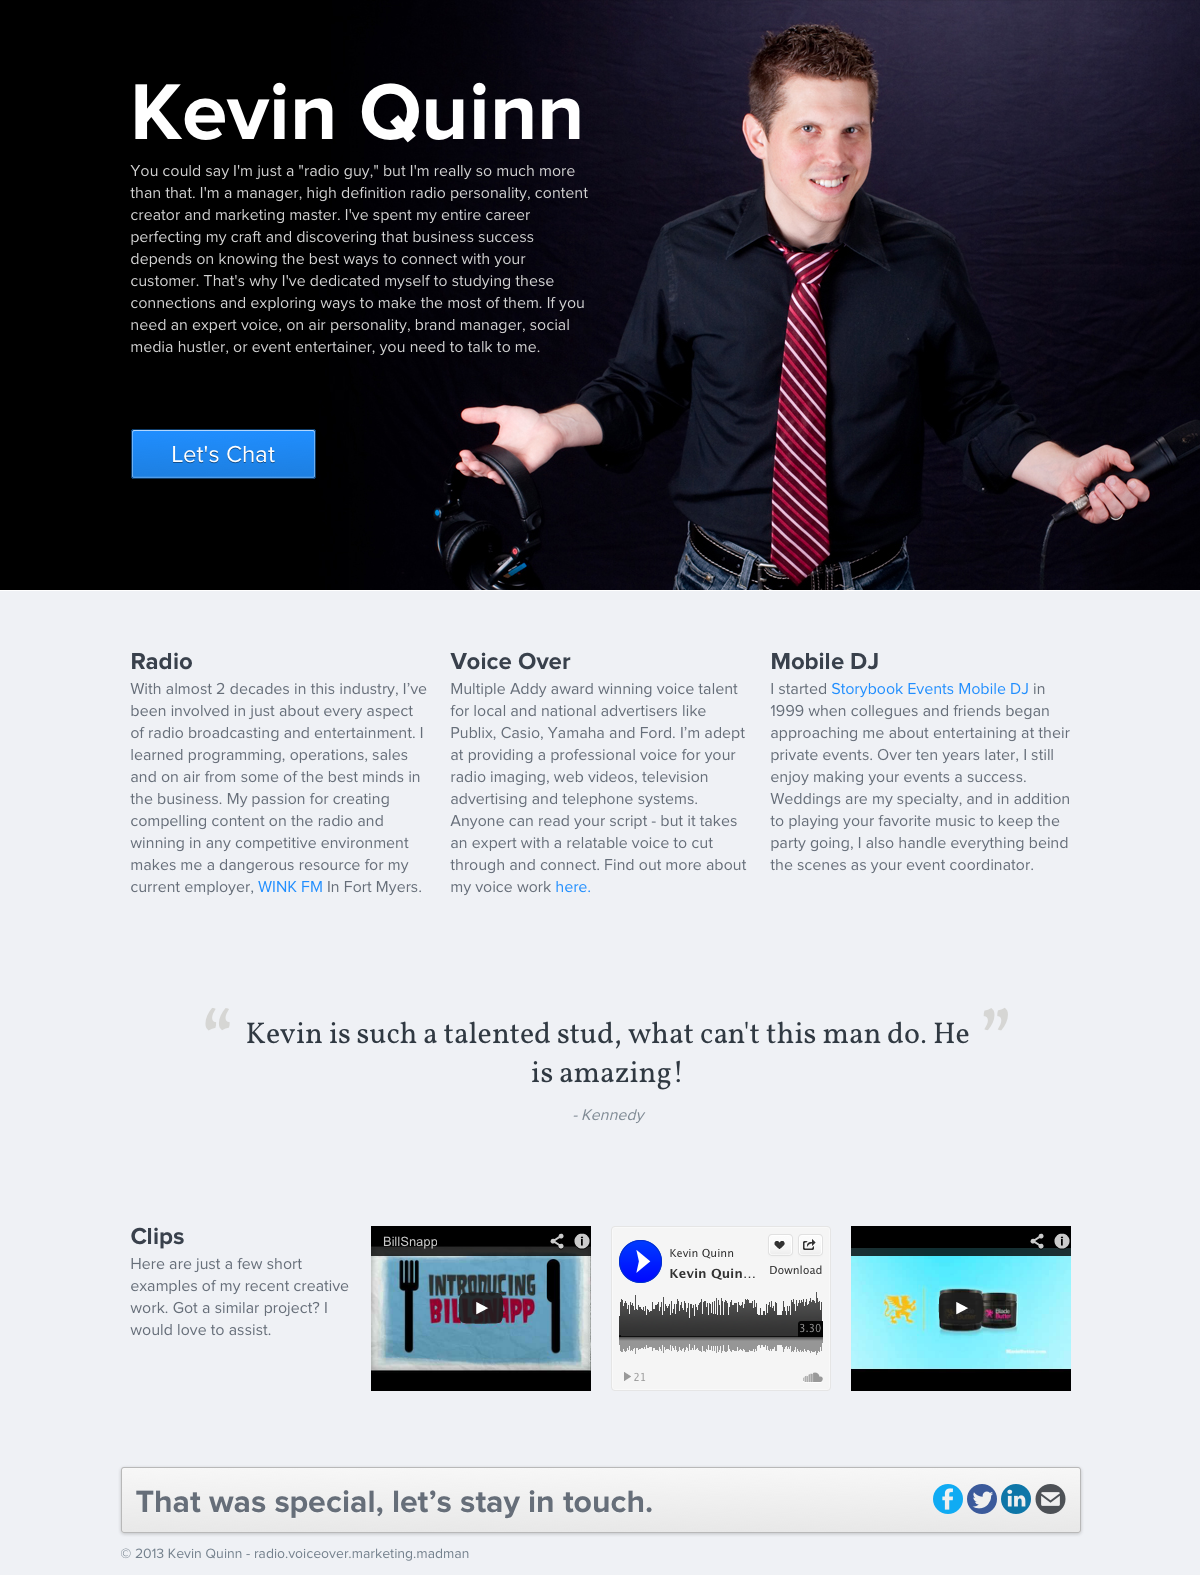 Kevin Quinn
You could say I'm just a "radio guy," but I'm really so much more
than that. I'm a manager, high definition radio personality, content
creator and marketing master. I've spent my entire career
perfecting my craft and discovering that business success
depends on knowing the best ways to connect with your
customer. That's why I've dedicated myself to studying these
connections and exploring ways to make the most of them. If you
need an expert voice, on air personality, brand manager, social
media hustler, or event entertainer, you need to talk to me.
Let's Chat
Radio
With almost 2 decades in this industry, I've
been involved in just about every aspect
of radio broadcasting and entertainment. I
learned programming, operations, sales
and on air from some of the best minds in
the business. My passion for creating
compelling content on the radio and
winning in any competitive environment
makes me a dangerous resource for my
current employer, WINK FM In Fort Myers.
Voice Over
Multiple Addy award winning voice talent
for local and national advertisers like
Publix, Casio, Yamaha and Ford. I'm adept
at providing a professional voice for your
radio imaging, web videos, television
advertising and telephone systems.
Anyone can read your script - but it takes
an expert with a relatable voice to cut
through and connect. Find out more about
my voice work here.
Mobile DJ
I started Storybook Events Mobile DJ in
1999 when collegues and friends began
approaching me about entertaining at their
private events. Over ten years later, I still
enjoy making your events a success.
Weddings are my specialty, and in addition
to playing your favorite music to keep the
party going, I also handle everything beind
the scenes as your event coordinator.
“ Kevin is such a talented stud, what can't this man do. He ”
is amazing!
- Kennedy
Clips
Here are just a few short
examples of my recent creative
work. Got a similar project? I
would love to assist.
BillSnapp
INTRODUCING
Kevin Quinn
Kevin Quin...
Download
3.30
21
That was special, let’s stay in touch.
© 2013 Kevin Quinn - radio.voiceover.marketing.madman